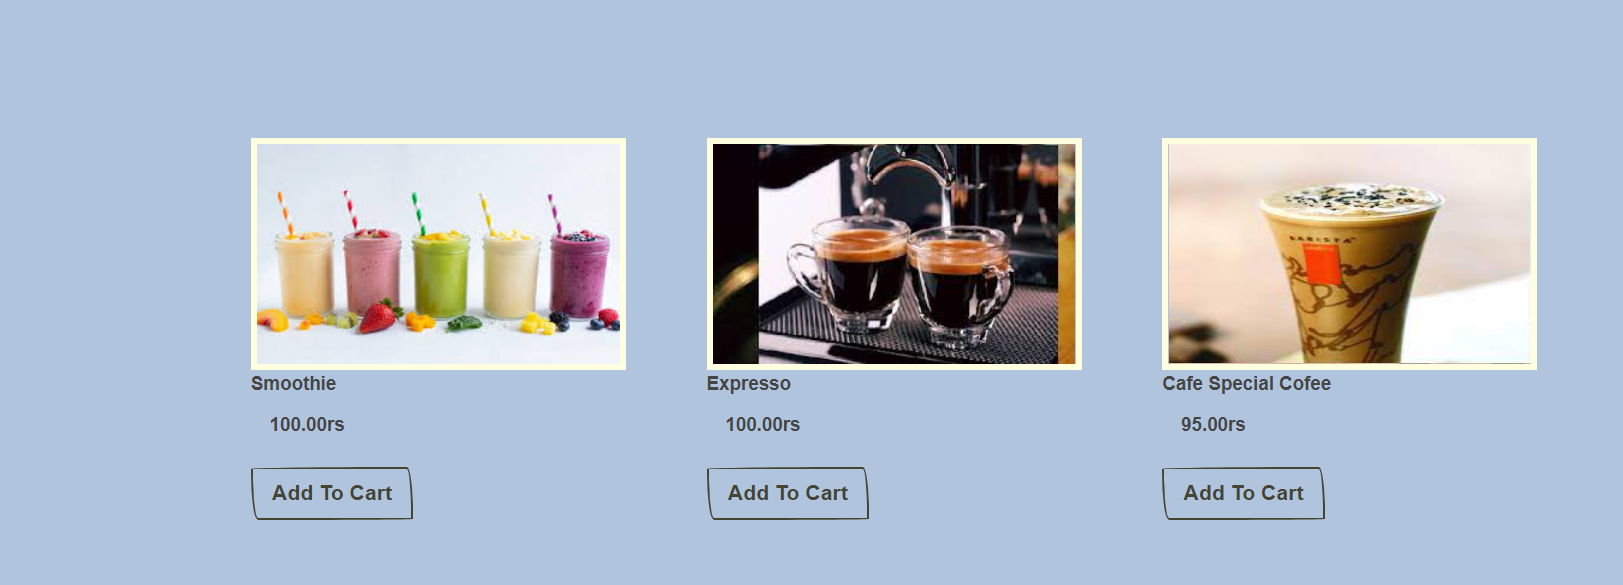 BARISTA
Smoothie
Expresso
Cafe Special Cofee
100.00rs
100.00rs
95.00rs
Add To Cart
Add To Cart
Add To Cart